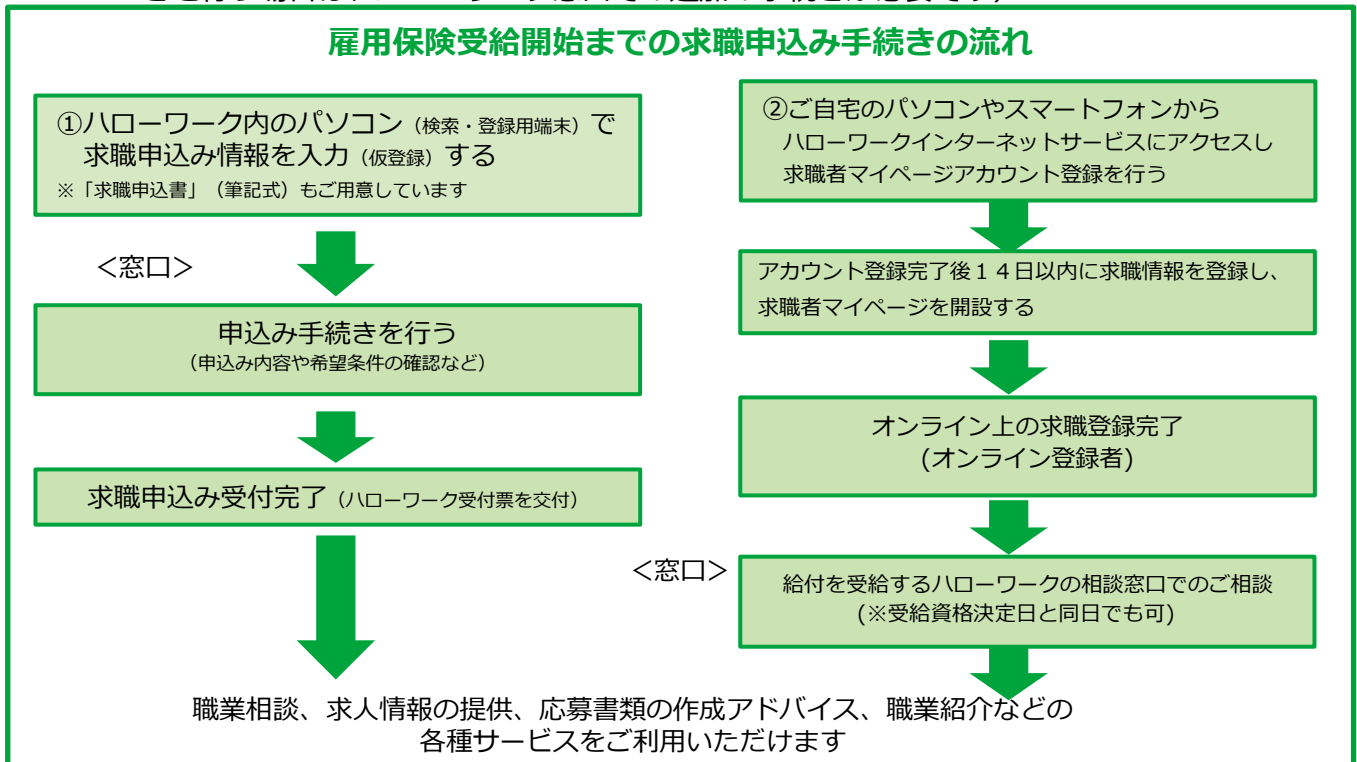 雇用保険受給開始までの求職申込み手続きの流れ
①ハローワーク内のパソコン（検索・登録用端末）で
求職申込み情報を入力（仮登録）する
※「求職申込書」（筆記式）もご用意しています
＜窓口＞
申込み手続きを行う
（申込み内容や希望条件の確認など）
求職申込み受付完了（ハローワーク受付票を交付）
②ご自宅のパソコンやスマートフォンから
ハローワークインターネットサービスにアクセスし
求職者マイページアカウント登録を行う
アカウント登録完了後１４日以内に求職情報を登録し、
求職者マイページを開設する
オンライン上の求職登録完了
(オンライン登録者)
＜窓口＞
給付を受給するハローワークの相談窓口でのご相談
(※受給資格決定日と同日でも可)
職業相談、求人情報の提供、応募書類の作成アドバイス、職業紹介などの
各種サービスをご利用いただけます